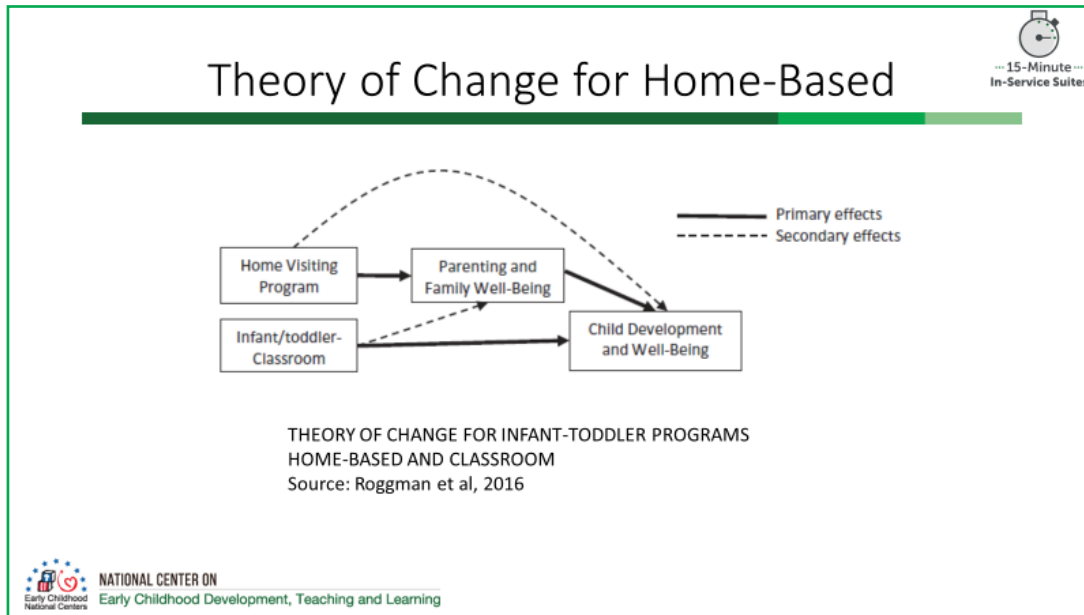 Theory of Change for Home-Based
15-Minute
In-Service Suites
Primary effects
Secondary effects
Home Visiting
Program
Parenting and
Family Well-Being
Infant/toddler-
Classroom
Child Development
and Well-Being
THEORY OF CHANGE FOR INFANT-TODDLER PROGRAMS
HOME-BASED AND CLASSROOM
Source: Roggman et al, 2016
Early Childhood
National Centers
NATIONAL CENTER ON
Early Childhood Development, Teaching and Learning